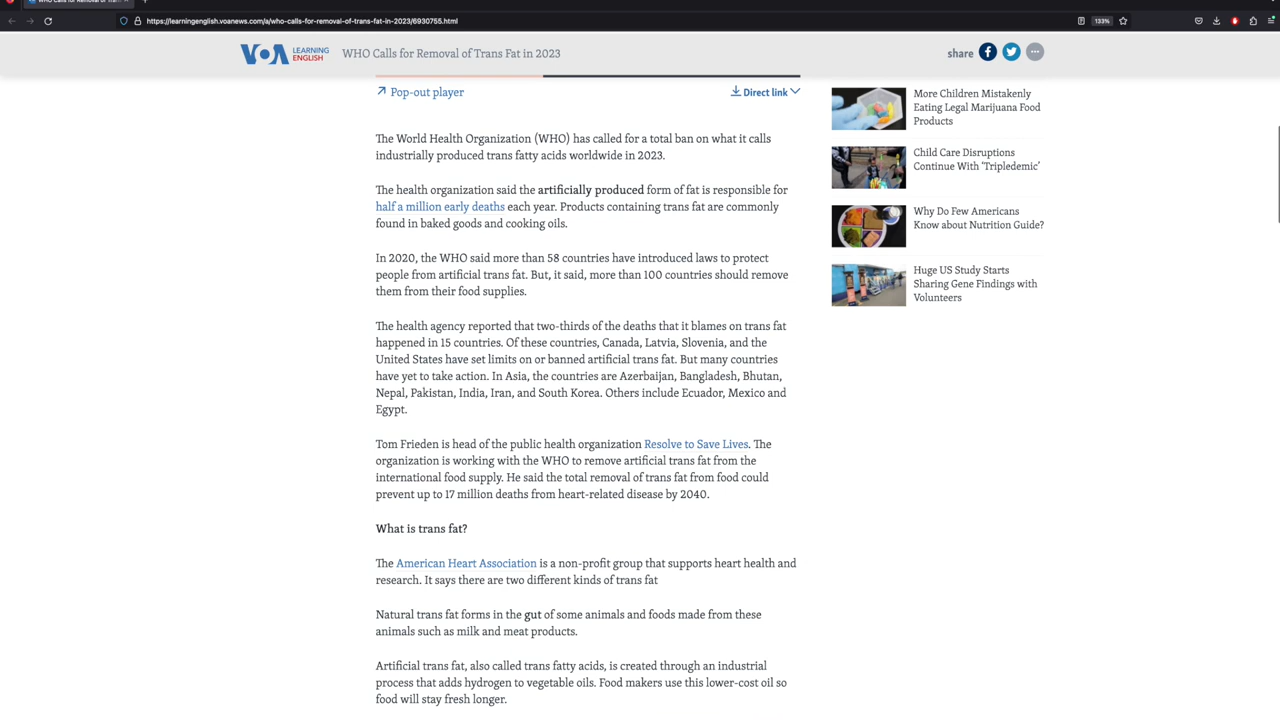 https://learningenglish.voanews.com/a/who-calls-for-removal-of-trans-fat-in-2023/6930755.html
133%
VOA LEARNING ENGLISH
WHO Calls for Removal of Trans Fat in 2023
share
Pop-out player
Direct link
The World Health Organization (WHO) has called for a total ban on what it calls
industrially produced trans fatty acids worldwide in 2023.
The health organization said the artificially produced form of fat is responsible for
half a million early deaths each year. Products containing trans fat are commonly
found in baked goods and cooking oils.
In 2020, the WHO said more than 58 countries have introduced laws to protect
people from artificial trans fat. But, it said, more than 100 countries should remove
them from their food supplies.
The health agency reported that two-thirds of the deaths that it blames on trans fat
happened in 15 countries. Of these countries, Canada, Latvia, Slovenia, and the
United States have set limits on or banned artificial trans fat. But many countries
have yet to take action. In Asia, the countries are Azerbaijan, Bangladesh, Bhutan,
Nepal, Pakistan, India, Iran, and South Korea. Others include Ecuador, Mexico and
Egypt.
Tom Frieden is head of the public health organization Resolve to Save Lives. The
organization is working with the WHO to remove artificial trans fat from the
international food supply. He said the total removal of trans fat from food could
prevent up to 17 million deaths from heart-related disease by 2040.
What is trans fat?
The American Heart Association is a non-profit group that supports heart health and
research. It says there are two different kinds of trans fat
Natural trans fat forms in the gut of some animals and foods made from these
animals such as milk and meat products.
Artificial trans fat, also called trans fatty acids, is created through an industrial
process that adds hydrogen to vegetable oils. Food makers use this lower-cost oil so
food will stay fresh longer.
More Children Mistakenly
Eating Legal Marijuana Food
Products
Child Care Disruptions
Continue With ‘Tripledemic’
Why Do Few Americans
Know about Nutrition Guide?
Huge US Study Starts
Sharing Gene Findings with
Volunteers